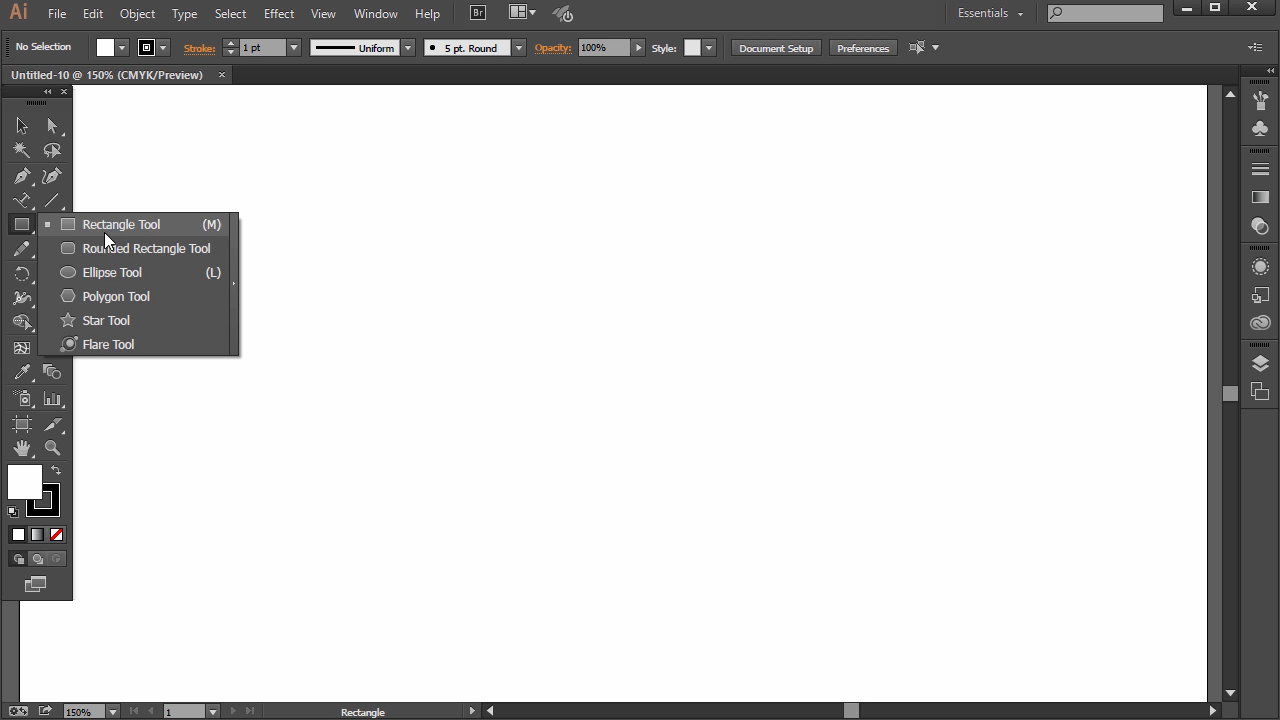 Ai File Edit Object Type Select Effect View Window Help Br Essentials
No Selection Stroke: 1 pt Uniform 5 pt. Round Opacity: 100% Style: Document Setup Preferences
Untitled-10 @ 150% (CMYK/Preview)
Rectangle Tool (M)
Rounded Rectangle Tool
Ellipse Tool (L)
Polygon Tool
Star Tool
Flare Tool
150% 1 Rectangle